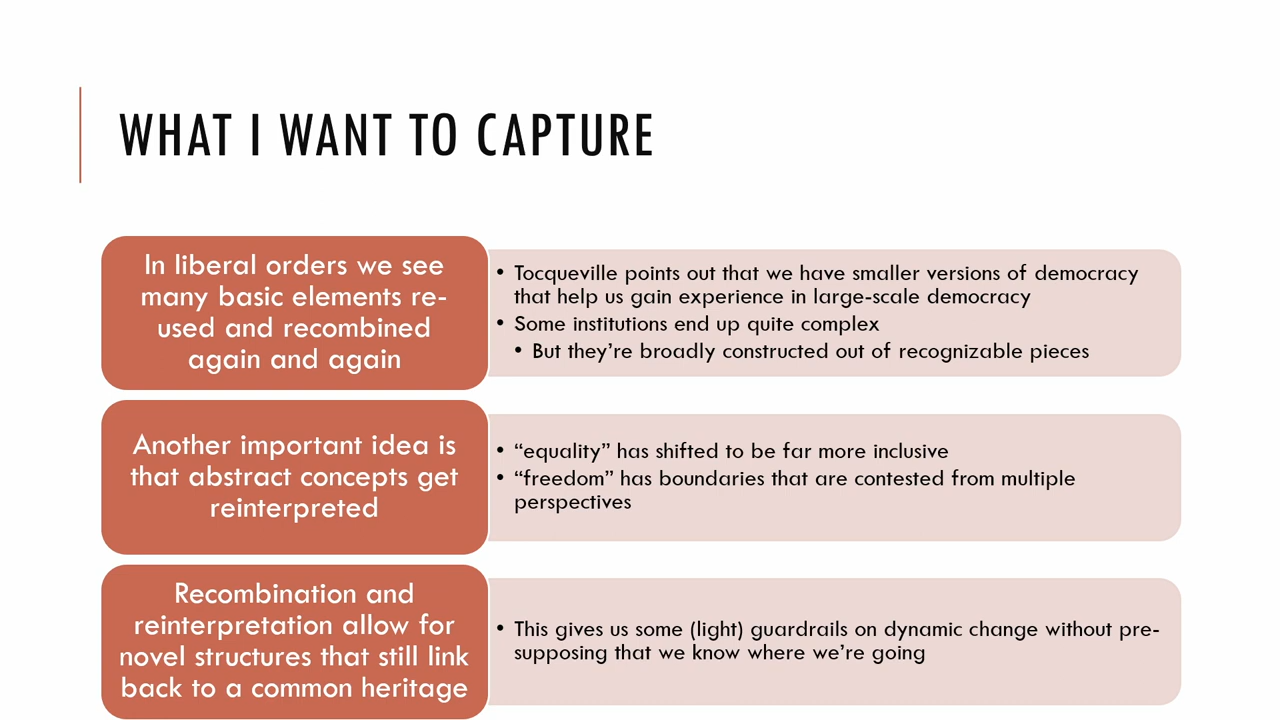 WHAT I WANT TO CAPTURE
In liberal orders we see
many basic elements re-
used and recombined
again and again
• Tocqueville points out that we have smaller versions of democracy
that help us gain experience in large-scale democracy
• Some institutions end up quite complex
• But they’re broadly constructed out of recognizable pieces
Another important idea is
that abstract concepts get
reinterpreted
• “equality” has shifted to be far more inclusive
• “freedom” has boundaries that are contested from multiple
perspectives
Recombination and
reinterpretation allow for
novel structures that still link
back to a common heritage
• This gives us some (light) guardrails on dynamic change without pre-
supposing that we know where we’re going